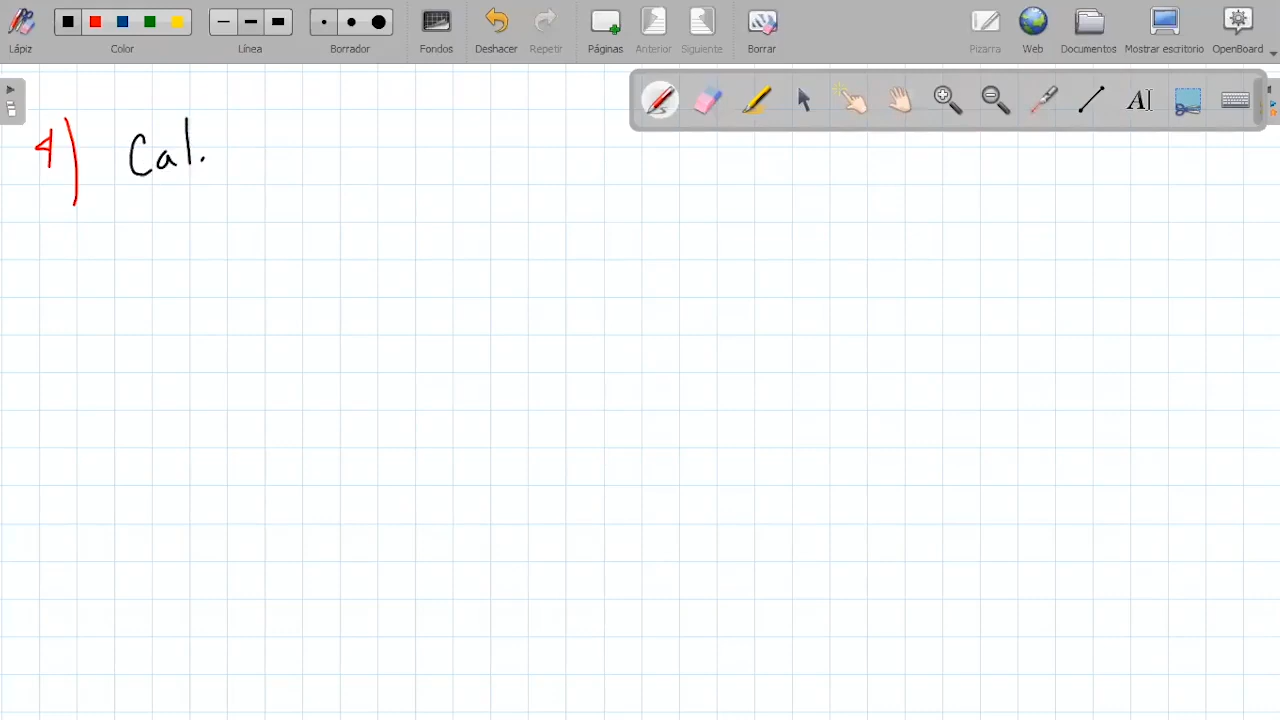 Lápiz Color Línea Borrador Fondos Deshacer Repetir Páginas Anterior Siguiente Borrar Pizarra Web Documentos Mostrar escritorio OpenBoard
4) Cal.